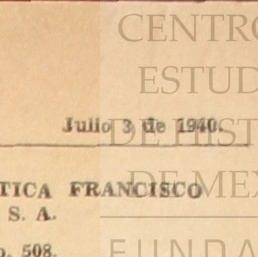 CENTRO
ESTUD
Julio 3 de 1940.
DE HIST
TICA FRANCISCO
DE MEX
S. A.
o. 508.
FUNDA